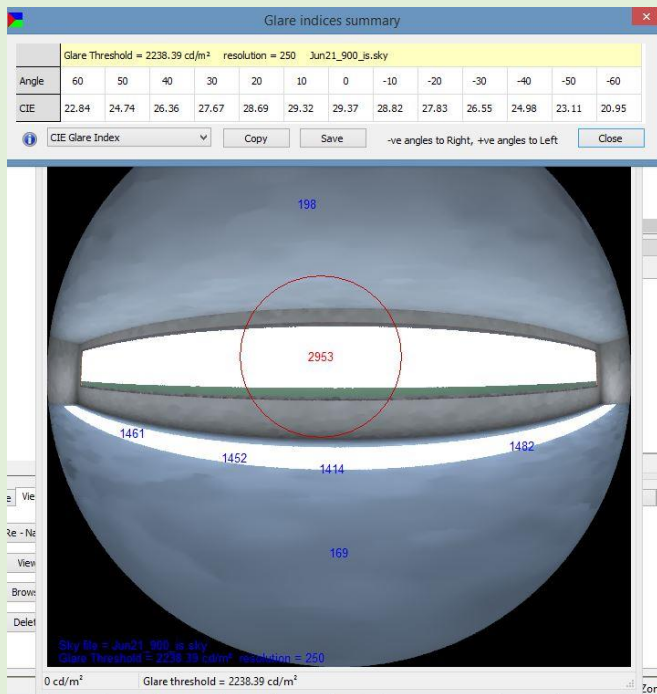 Glare indices summary
Glare Threshold = 2238.39 cd/m² resolution = 250 Jun21_900_is.sky
Angle 60 50 40 30 20 10 0 -10 -20 -30 -40 -50 -60
CIE 22.84 24.74 26.36 27.67 28.69 29.32 29.37 28.82 27.83 26.55 24.98 23.11 20.95
CIE Glare Index Copy Save -ve angles to Right, +ve angles to Left Close
198
2953
1461
1452
1414
1482
169
Vie
Re - Na
View
Brows
Delet
Sky file = Jun21_900_is sky
Glare Threshold = 2238.39 cd/m² resolution = 250
0 cd/m² Glare threshold = 2238.39 cd/m²
Zor